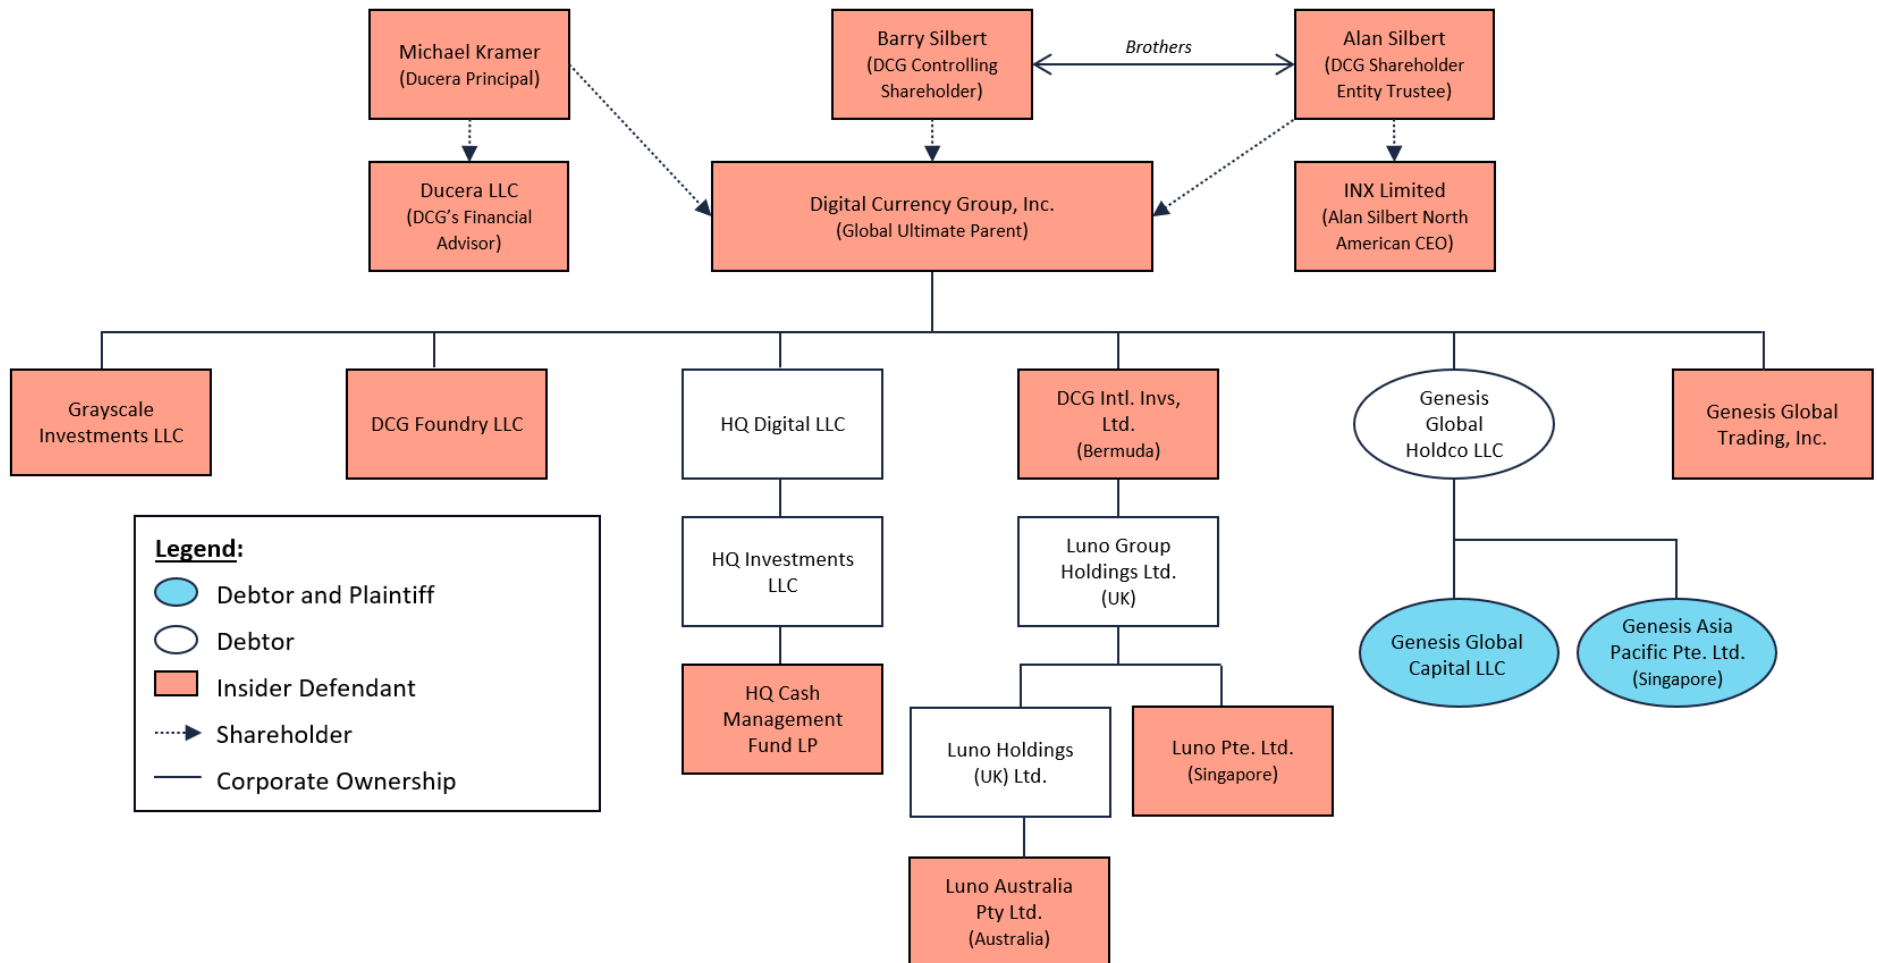 Michael Kramer
(Ducera Principal)
Barry Silbert
(DCG Controlling
Shareholder)
Brothers
Alan Silbert
(DCG Shareholder
Entity Trustee)
Ducera LLC
(DCG’s Financial
Advisor)
Digital Currency Group, Inc.
(Global Ultimate Parent)
INX Limited
(Alan Silbert North
American CEO)
Grayscale
Investments LLC
DCG Foundry LLC
HQ Digital LLC
DCG Intl. Invs,
Ltd.
(Bermuda)
Genesis
Global
Holdco LLC
Genesis Global
Trading, Inc.
HQ Investments
LLC
Luno Group
Holdings Ltd.
(UK)
Genesis Global
Capital LLC
Genesis Asia
Pacific Pte. Ltd.
(Singapore)
HQ Cash
Management
Fund LP
Luno Holdings
(UK) Ltd.
Luno Pte. Ltd.
(Singapore)
Luno Australia
Pty Ltd.
(Australia)
Legend:
Debtor and Plaintiff
Debtor
Insider Defendant
Shareholder
Corporate Ownership